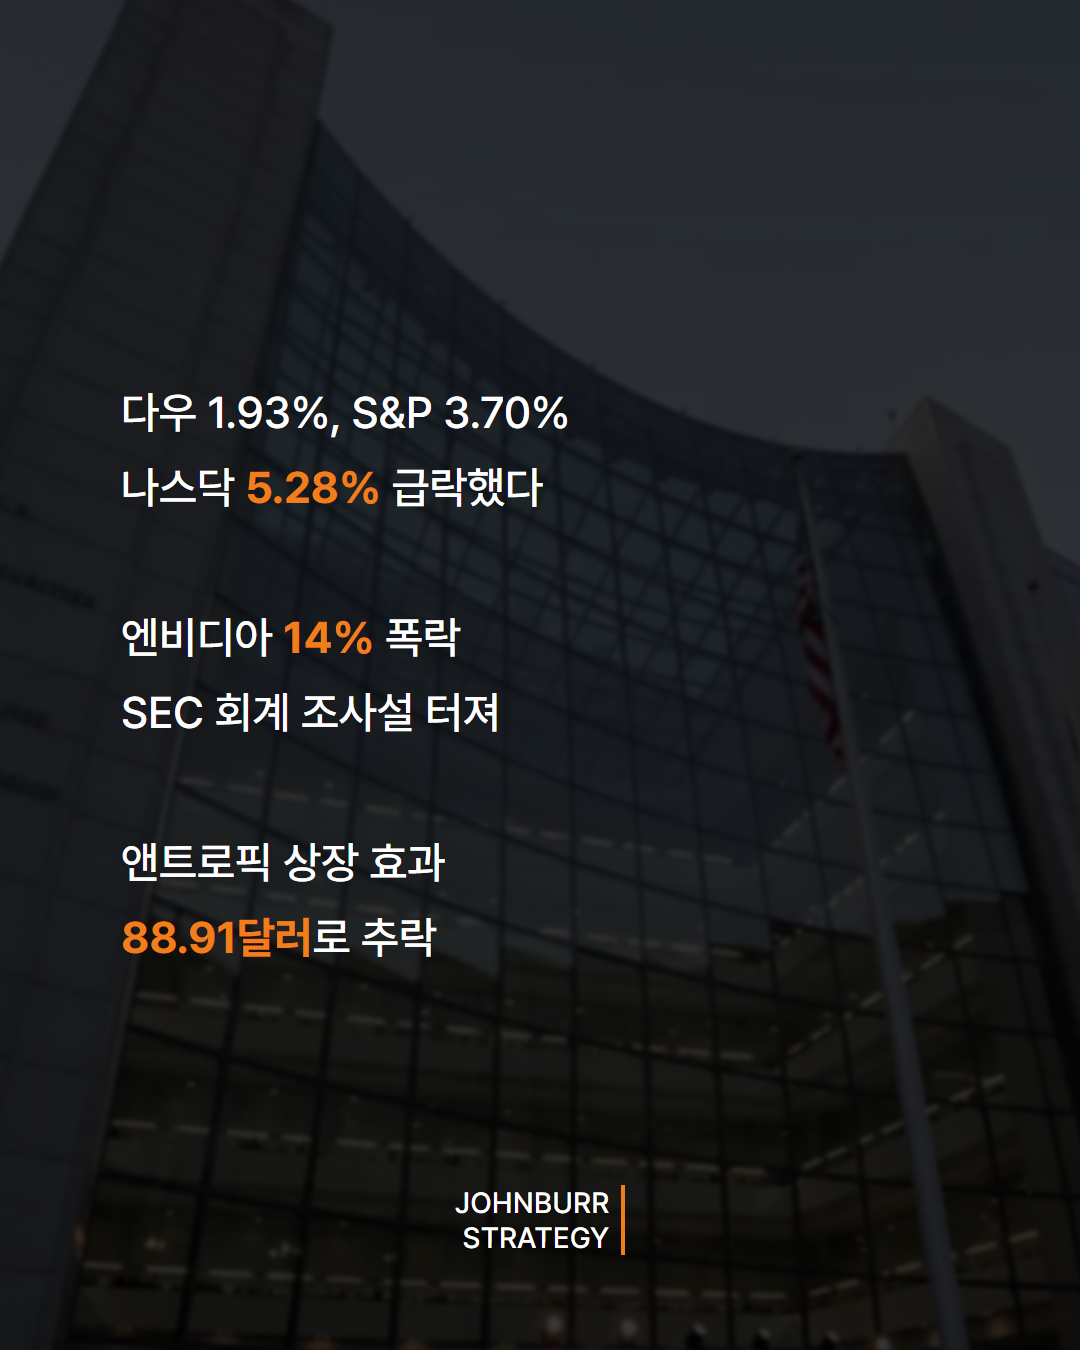 다우 1.93%, S&P 3.70%
나스닥 5.28% 급락했다
엔비디아 14% 폭락
SEC 회계 조사설 터져
앤트로픽 상장 효과
88.91달러로 추락
JOHNBURR
STRATEGY